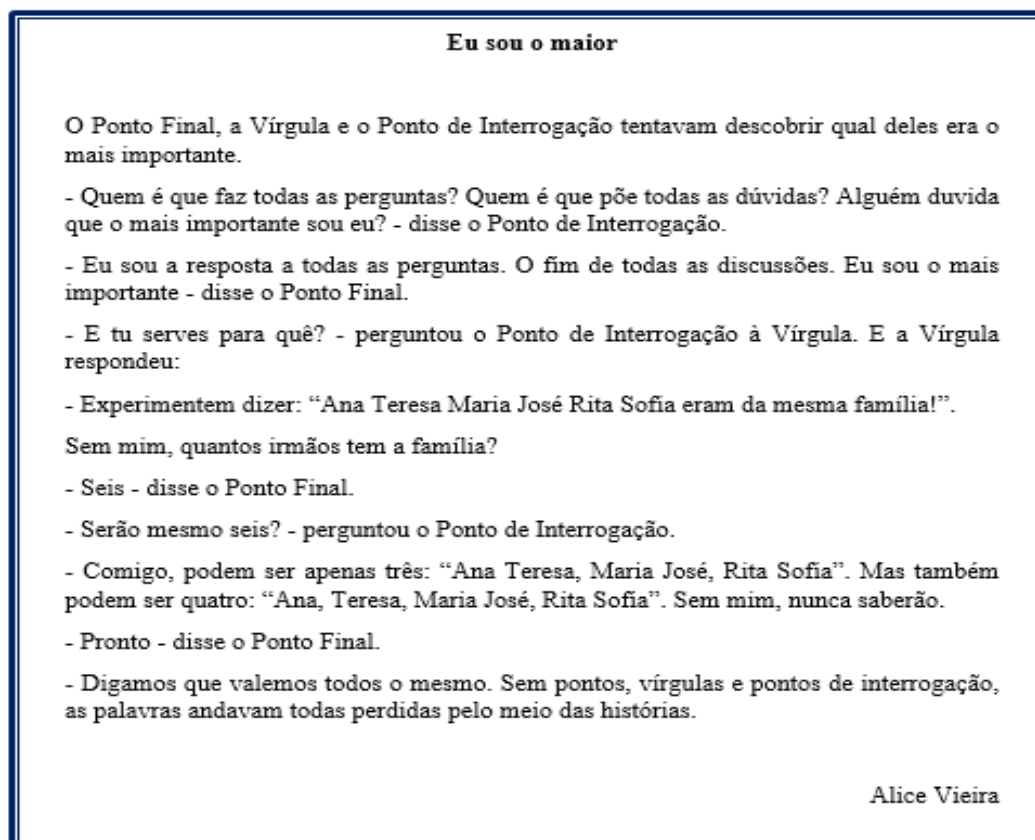 Eu sou o maior
O Ponto Final, a Vírgula e o Ponto de Interrogação tentavam descobrir qual deles era o
mais importante.
- Quem é que faz todas as perguntas? Quem é que põe todas as dúvidas? Alguém duvida
que o mais importante sou eu? - disse o Ponto de Interrogação.
- Eu sou a resposta a todas as perguntas. O fim de todas as discussões. Eu sou o mais
importante - disse o Ponto Final.
- E tu serves para quê? - perguntou o Ponto de Interrogação à Vírgula. E a Vírgula
respondeu:
- Experimentem dizer: “Ana Teresa Maria José Rita Sofia eram da mesma família!”.
Sem mim, quantos irmãos tem a família?
- Seis - disse o Ponto Final.
- Serão mesmo seis? - perguntou o Ponto de Interrogação.
- Comigo, podem ser apenas três: “Ana Teresa, Maria José, Rita Sofia”. Mas também
podem ser quatro: “Ana, Teresa, Maria José, Rita Sofia”. Sem mim, nunca saberão.
- Pronto - disse o Ponto Final.
- Digamos que valemos todos o mesmo. Sem pontos, vírgulas e pontos de interrogação,
as palavras andavam todas perdidas pelo meio das histórias.
Alice Vieira